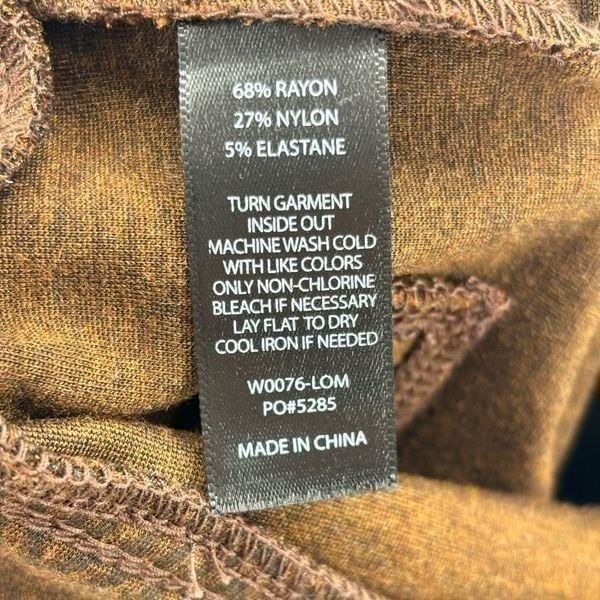 68% RAYON
27% NYLON
5% ELASTANE
TURN GARMENT
INSIDE OUT
MACHINE WASH COLD
WITH LIKE COLORS
ONLY NON-CHLORINE
BLEACH IF NECESSARY
LAY FLAT TO DRY
COOL IRON IF NEEDED
W0076-LOM
PO#5285
MADE IN CHINA